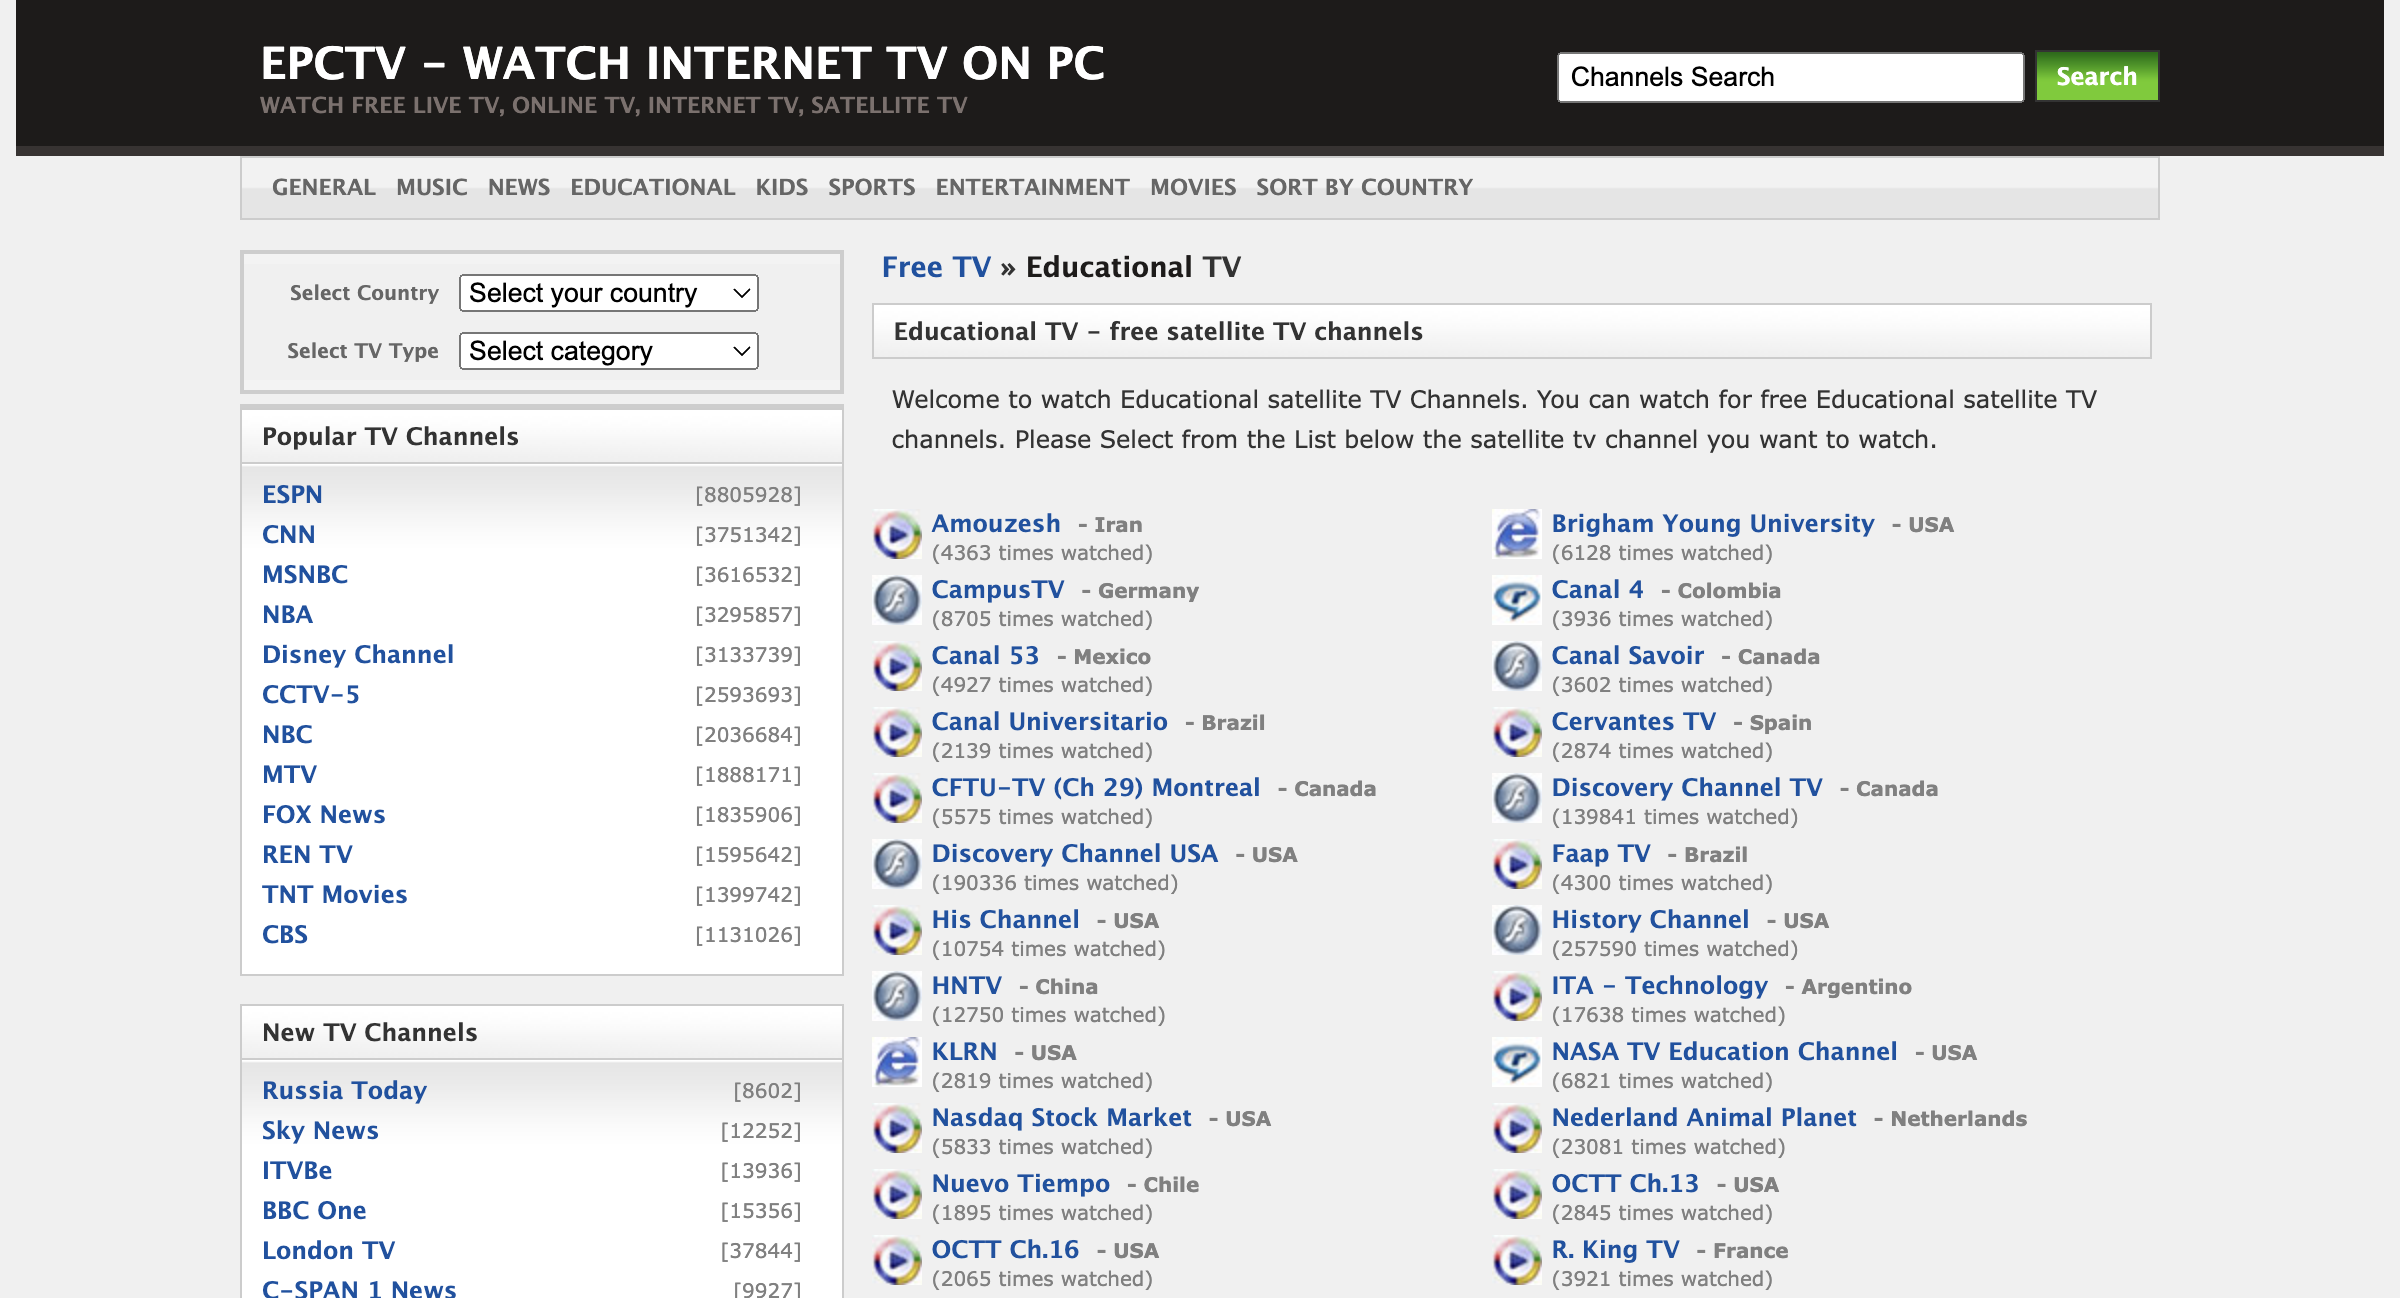 EPCTV – WATCH INTERNET TV ON PC
WATCH FREE LIVE TV, ONLINE TV, INTERNET TV, SATELLITE TV
Channels Search
Search
GENERAL MUSIC NEWS EDUCATIONAL KIDS SPORTS ENTERTAINMENT MOVIES SORT BY COUNTRY
Select Country Select your country
Select TV Type Select category
Popular TV Channels
ESPN [8805928]
CNN [3751342]
MSNBC [3616532]
NBA [3295857]
Disney Channel [3133739]
CCTV-5 [2593693]
NBC [2036684]
MTV [1888171]
FOX News [1835906]
REN TV [1595642]
TNT Movies [1399742]
CBS [1131026]
New TV Channels
Russia Today [8602]
Sky News [12252]
ITVBe [13936]
BBC One [15356]
London TV [37844]
C-SPAN 1 News [9927]
Free TV » Educational TV
Educational TV – free satellite TV channels
Welcome to watch Educational satellite TV Channels. You can watch for free Educational satellite TV
channels. Please Select from the List below the satellite tv channel you want to watch.
Amouzesh - Iran
(4363 times watched)
Brigham Young University - USA
(6128 times watched)
CampusTV - Germany
(8705 times watched)
Canal 4 - Colombia
(3936 times watched)
Canal 53 - Mexico
(4927 times watched)
Canal Savoir - Canada
(3602 times watched)
Canal Universitario - Brazil
(2139 times watched)
Cervantes TV - Spain
(2874 times watched)
CFTU-TV (Ch 29) Montreal - Canada
(5575 times watched)
Discovery Channel TV - Canada
(139841 times watched)
Discovery Channel USA - USA
(190336 times watched)
Faap TV - Brazil
(4300 times watched)
His Channel - USA
(10754 times watched)
History Channel - USA
(257590 times watched)
HNTV - China
(12750 times watched)
ITA – Technology - Argentino
(17638 times watched)
KLRN - USA
(2819 times watched)
NASA TV Education Channel - USA
(6821 times watched)
Nasdaq Stock Market - USA
(5833 times watched)
Nederland Animal Planet - Netherlands
(23081 times watched)
Nuevo Tiempo - Chile
(1895 times watched)
OCTT Ch.13 - USA
(2845 times watched)
OCTT Ch.16 - USA
(2065 times watched)
R. King TV - France
(3921 times watched)